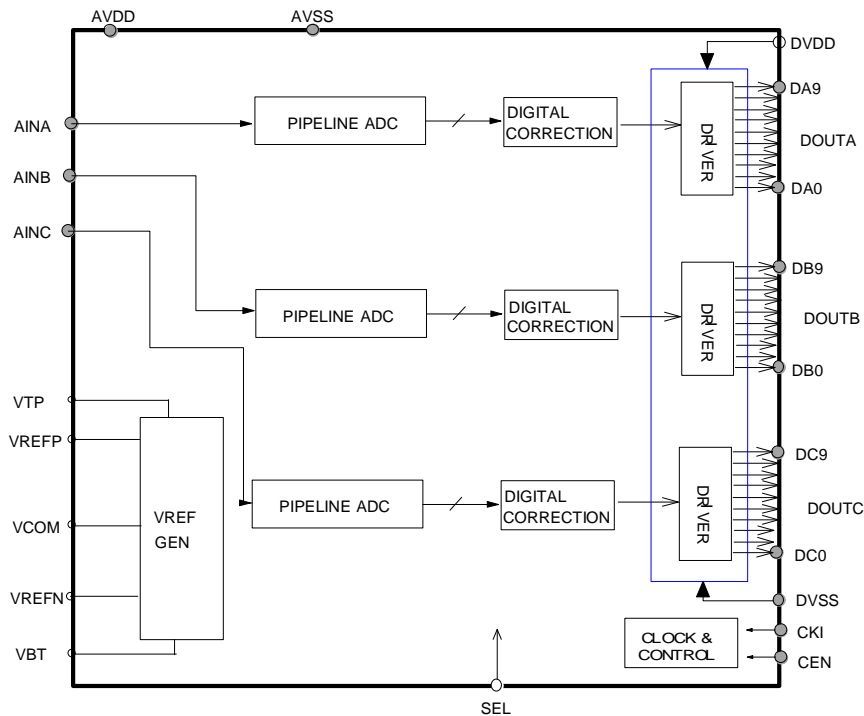 AVDD
AVSS
DVDD
DA9
AINA
PIPELINE ADC
DIGITAL
CORRECTION
DRIVER
DOUTA
AINB
DA0
AINC
DB9
PIPELINE ADC
DIGITAL
CORRECTION
DRIVER
DOUTB
DB0
VTP
VREFP
DC9
VREF
GEN
PIPELINE ADC
DIGITAL
CORRECTION
DRIVER
DOUTC
VCOM
DC0
VREFN
DVSS
CLOCK &
CONTROL
CKI
VBT
CEN
SEL